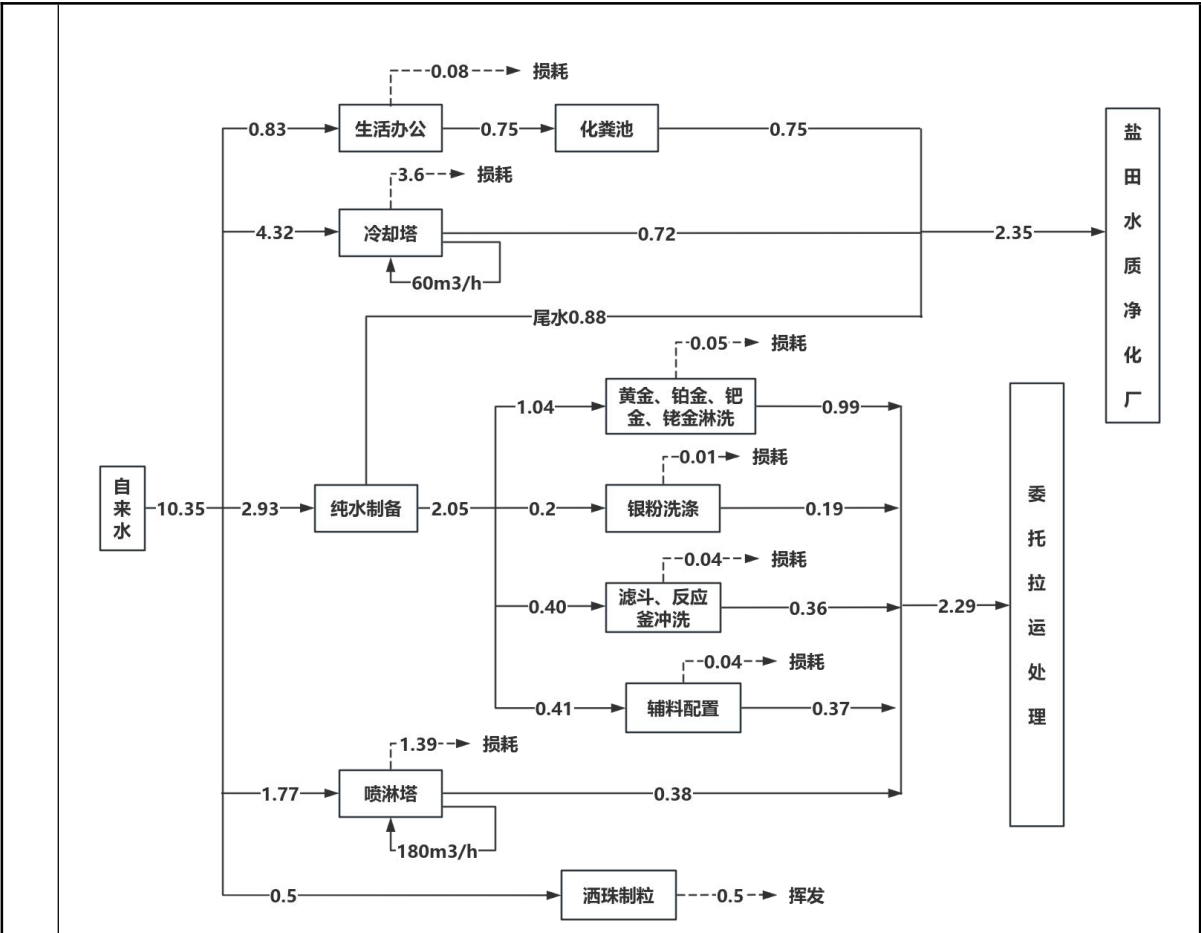 0.08
损耗
0.83
生活办公
0.75
化粪池
0.75
盐
田
水
质
净
化
厂
3.6
损耗
4.32
冷却塔
0.72
2.35
60m3/h
尾水0.88
0.05
损耗
1.04
黄金、铂金、钯
金、铑金淋洗
0.99
0.01
损耗
自
来
水
10.35
2.93
纯水制备
2.05
0.2
银粉洗涤
0.19
委
托
拉
运
处
理
0.04
损耗
0.40
滤斗、反应
釜冲洗
0.36
2.29
0.04
损耗
0.41
辅料配置
0.37
1.39
损耗
1.77
喷淋塔
0.38
180m3/h
0.5
洒珠制粒
0.5
挥发